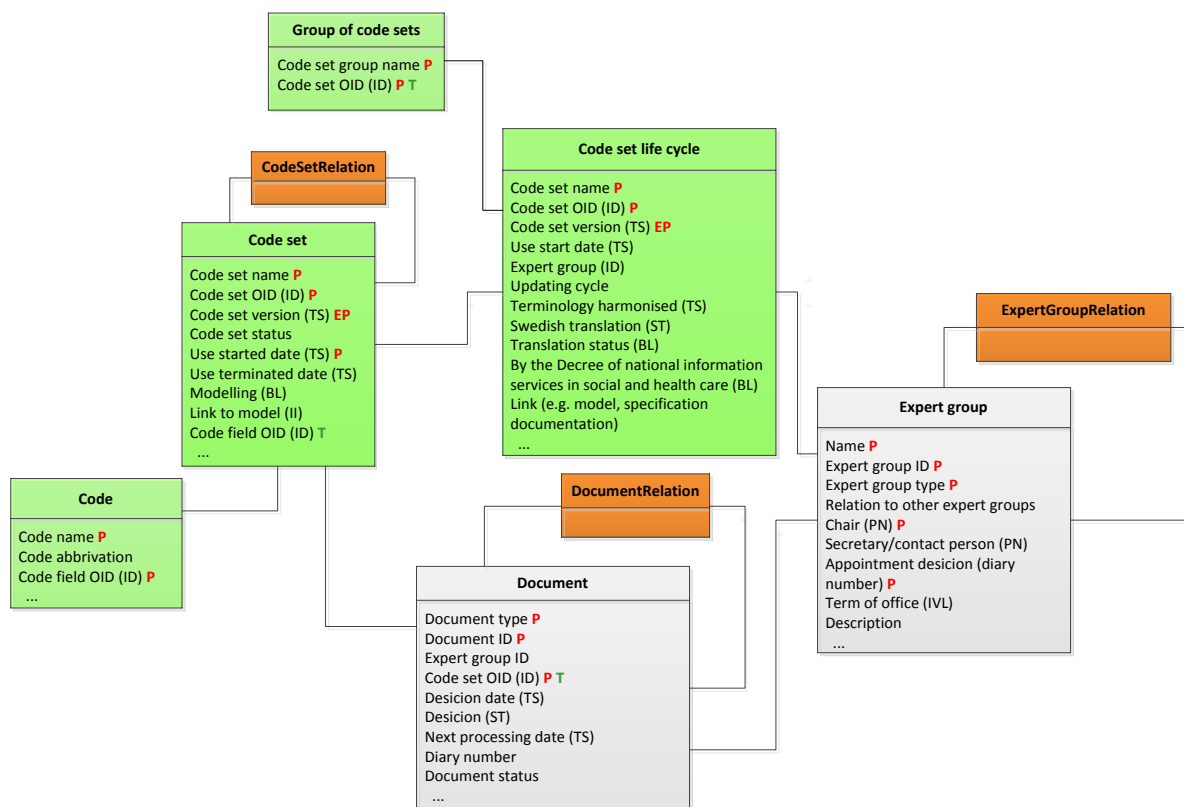 Group of code sets
Code set group name P
Code set OID (ID) P T
CodeSetRelation
Code set life cycle
Code set name P
Code set OID (ID) P
Code set version (TS) EP
Use start date (TS)
Expert group (ID)
Updating cycle
Terminology harmonised (TS)
Swedish translation (ST)
Translation status (BL)
By the Decree of national information
services in social and health care (BL)
Link (e.g. model, specification
documentation)
...
Code set
Code set name P
Code set OID (ID) P
Code set version (TS) EP
Code set status
Use started date (TS) P
Use terminated date (TS)
Modelling (BL)
Link to model (II)
Code field OID (ID) T
...
ExpertGroupRelation
Expert group
Name P
Expert group ID P
Expert group type P
Relation to other expert groups
Chair (PN) P
Secretary/contact person (PN)
Appointment desicion (diary
number) P
Term of office (IVL)
Description
...
Code
Code name P
Code abbrivation
Code field OID (ID) P
...
DocumentRelation
Document
Document type P
Document ID P
Expert group ID
Code set OID (ID) P T
Desicion date (TS)
Desicion (ST)
Next processing date (TS)
Diary number
Document status
...